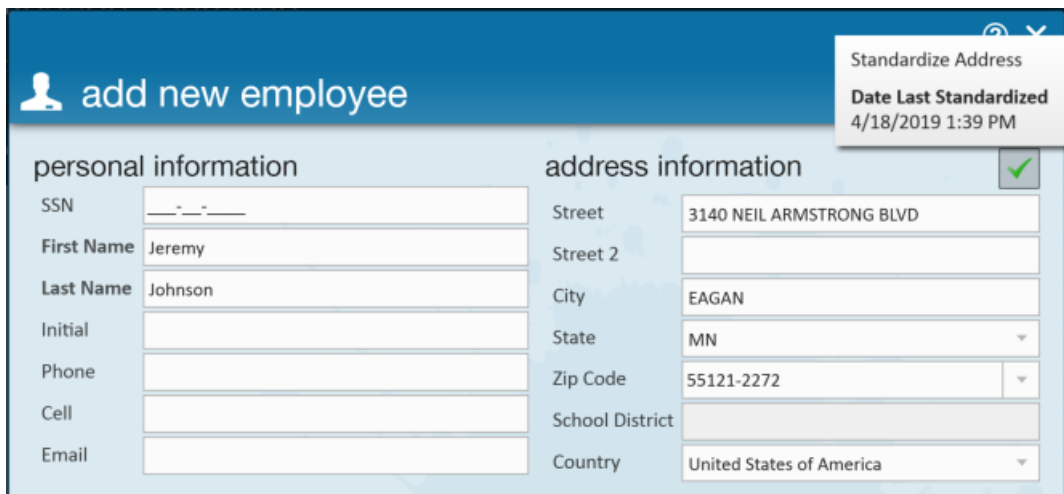 Standardize Address
Date Last Standardized
4/18/2019 1:39 PM
add new employee
personal information
SSN ___-__-____
First Name Jeremy
Last Name Johnson
Initial
Phone
Cell
Email
address information
Street 3140 NEIL ARMSTRONG BLVD
Street 2
City EAGAN
State MN
Zip Code 55121-2272
School District
Country United States of America